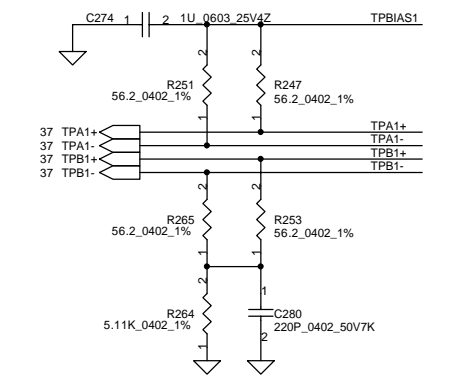 C274 1 2 1U_0603_25V4Z TPBIAS1
2 2
R251 R247
56.2_0402_1% 56.2_0402_1%
1 1
37 TPA1+ TPA1+
37 TPA1- TPA1-
37 TPB1+ TPB1+
37 TPB1- TPB1-
2 2
R265 R253
56.2_0402_1% 56.2_0402_1%
1 1
2 1
R264 C280
5.11K_0402_1% 220P_0402_50V7K
1 2